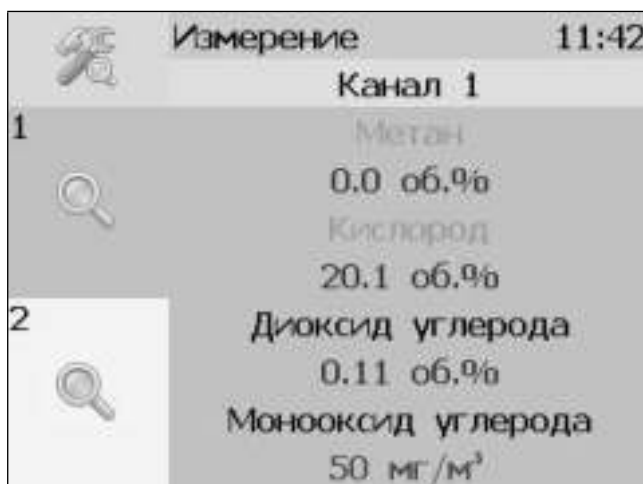 Измерение 11:42
Канал 1
1
Метан
0.0 об.%
Кислород
20.1 об.%
2
Диоксид углерода
0.11 об.%
Монооксид углерода
50 мг/м³